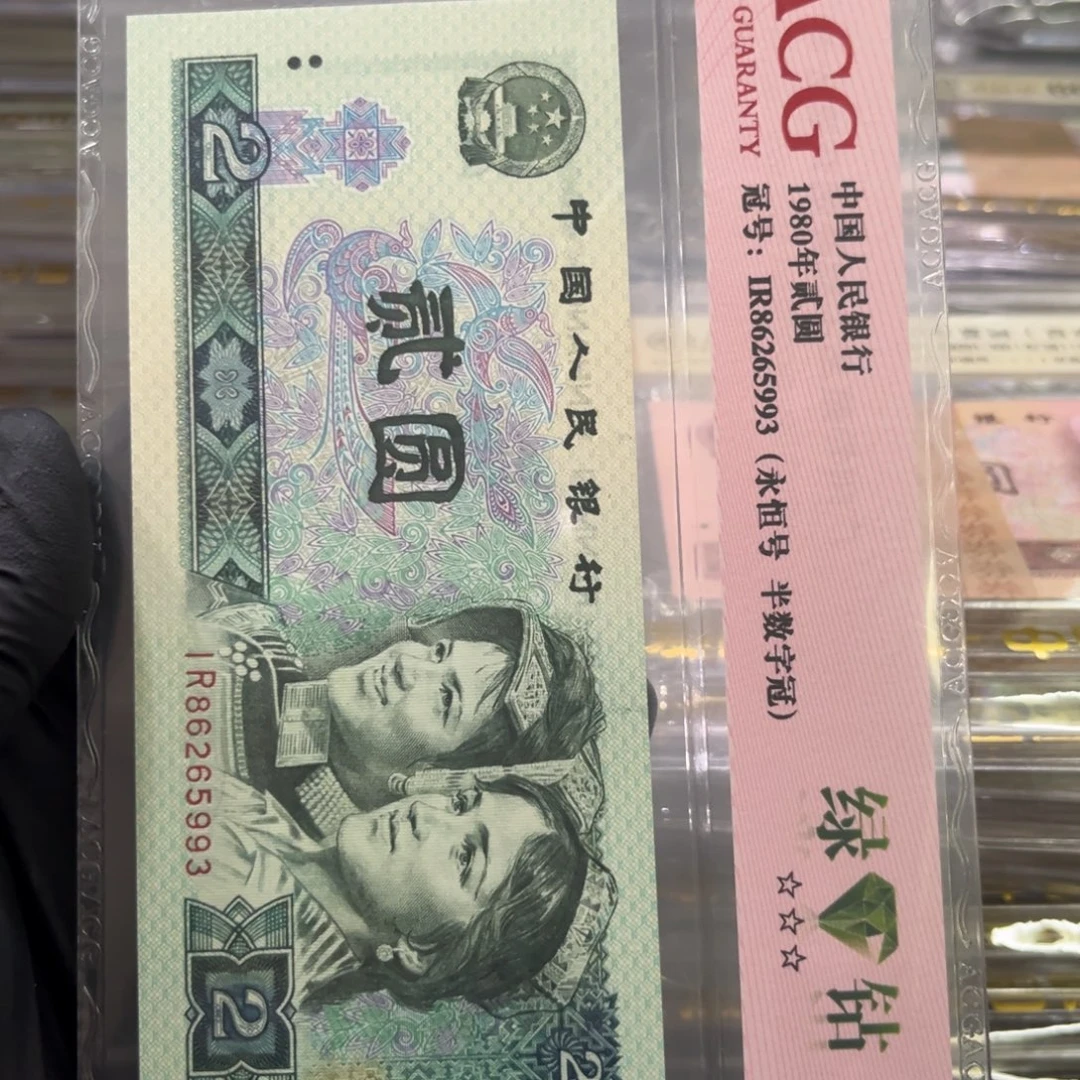 ACG
GUARANTY
中国人民银行
1980年贰圆
冠号：IR86265993（永恒号 半数字冠）
绿 钻
☆☆☆
中国人民银行
贰圆
2
IR86265993
2
2